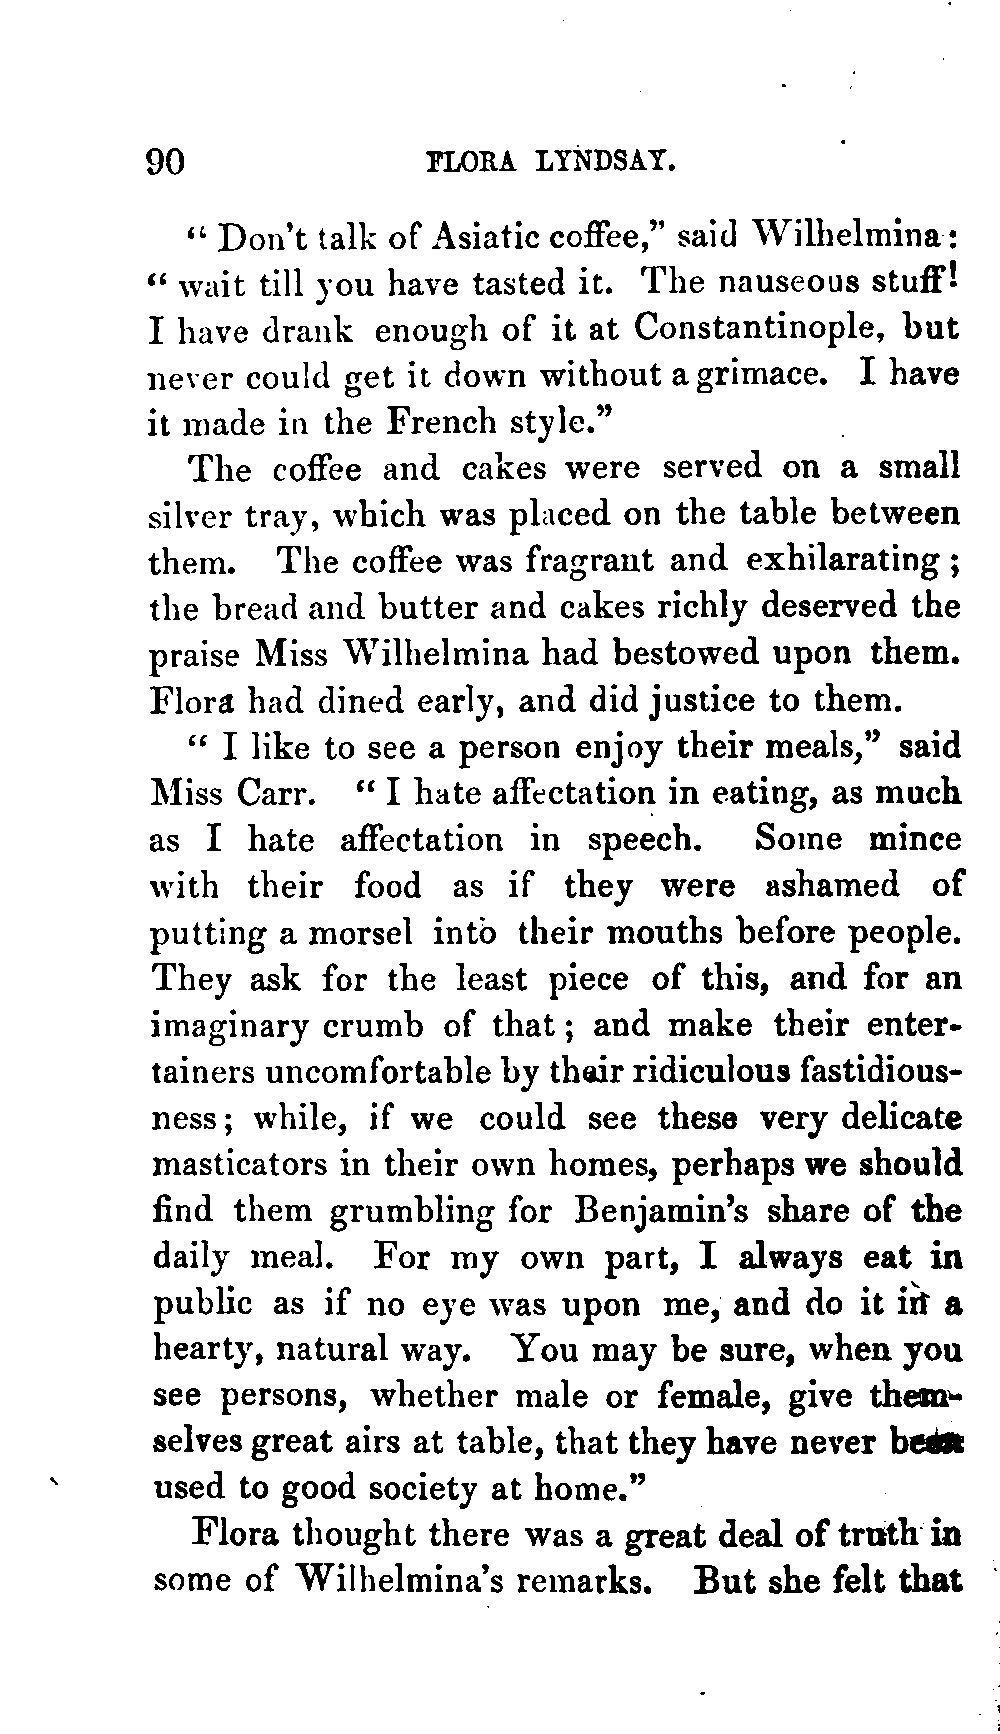 90 FLORA LYNDSAY.
“ Don’t talk of Asiatic coffee,” said Wilhelmina:
“ wait till you have tasted it. The nauseous stuff!
I have drank enough of it at Constantinople, but
never could get it down without a grimace. I have
it made in the French style.”
The coffee and cakes were served on a small
silver tray, which was placed on the table between
them. The coffee was fragrant and exhilarating ;
the bread and butter and cakes richly deserved the
praise Miss Wilhelmina had bestowed upon them.
Flora had dined early, and did justice to them.
“ I like to see a person enjoy their meals,” said
Miss Carr. “ I hate affectation in eating, as much
as I hate affectation in speech. Some mince
with their food as if they were ashamed of
putting a morsel into their mouths before people.
They ask for the least piece of this, and for an
imaginary crumb of that ; and make their enter-
tainers uncomfortable by their ridiculous fastidious-
ness ; while, if we could see these very delicate
masticators in their own homes, perhaps we should
find them grumbling for Benjamin’s share of the
daily meal. For my own part, I always eat in
public as if no eye was upon me, and do it in a
hearty, natural way. You may be sure, when you
see persons, whether male or female, give them-
selves great airs at table, that they have never been
used to good society at home.”
Flora thought there was a great deal of truth in
some of Wilhelmina’s remarks. But she felt that